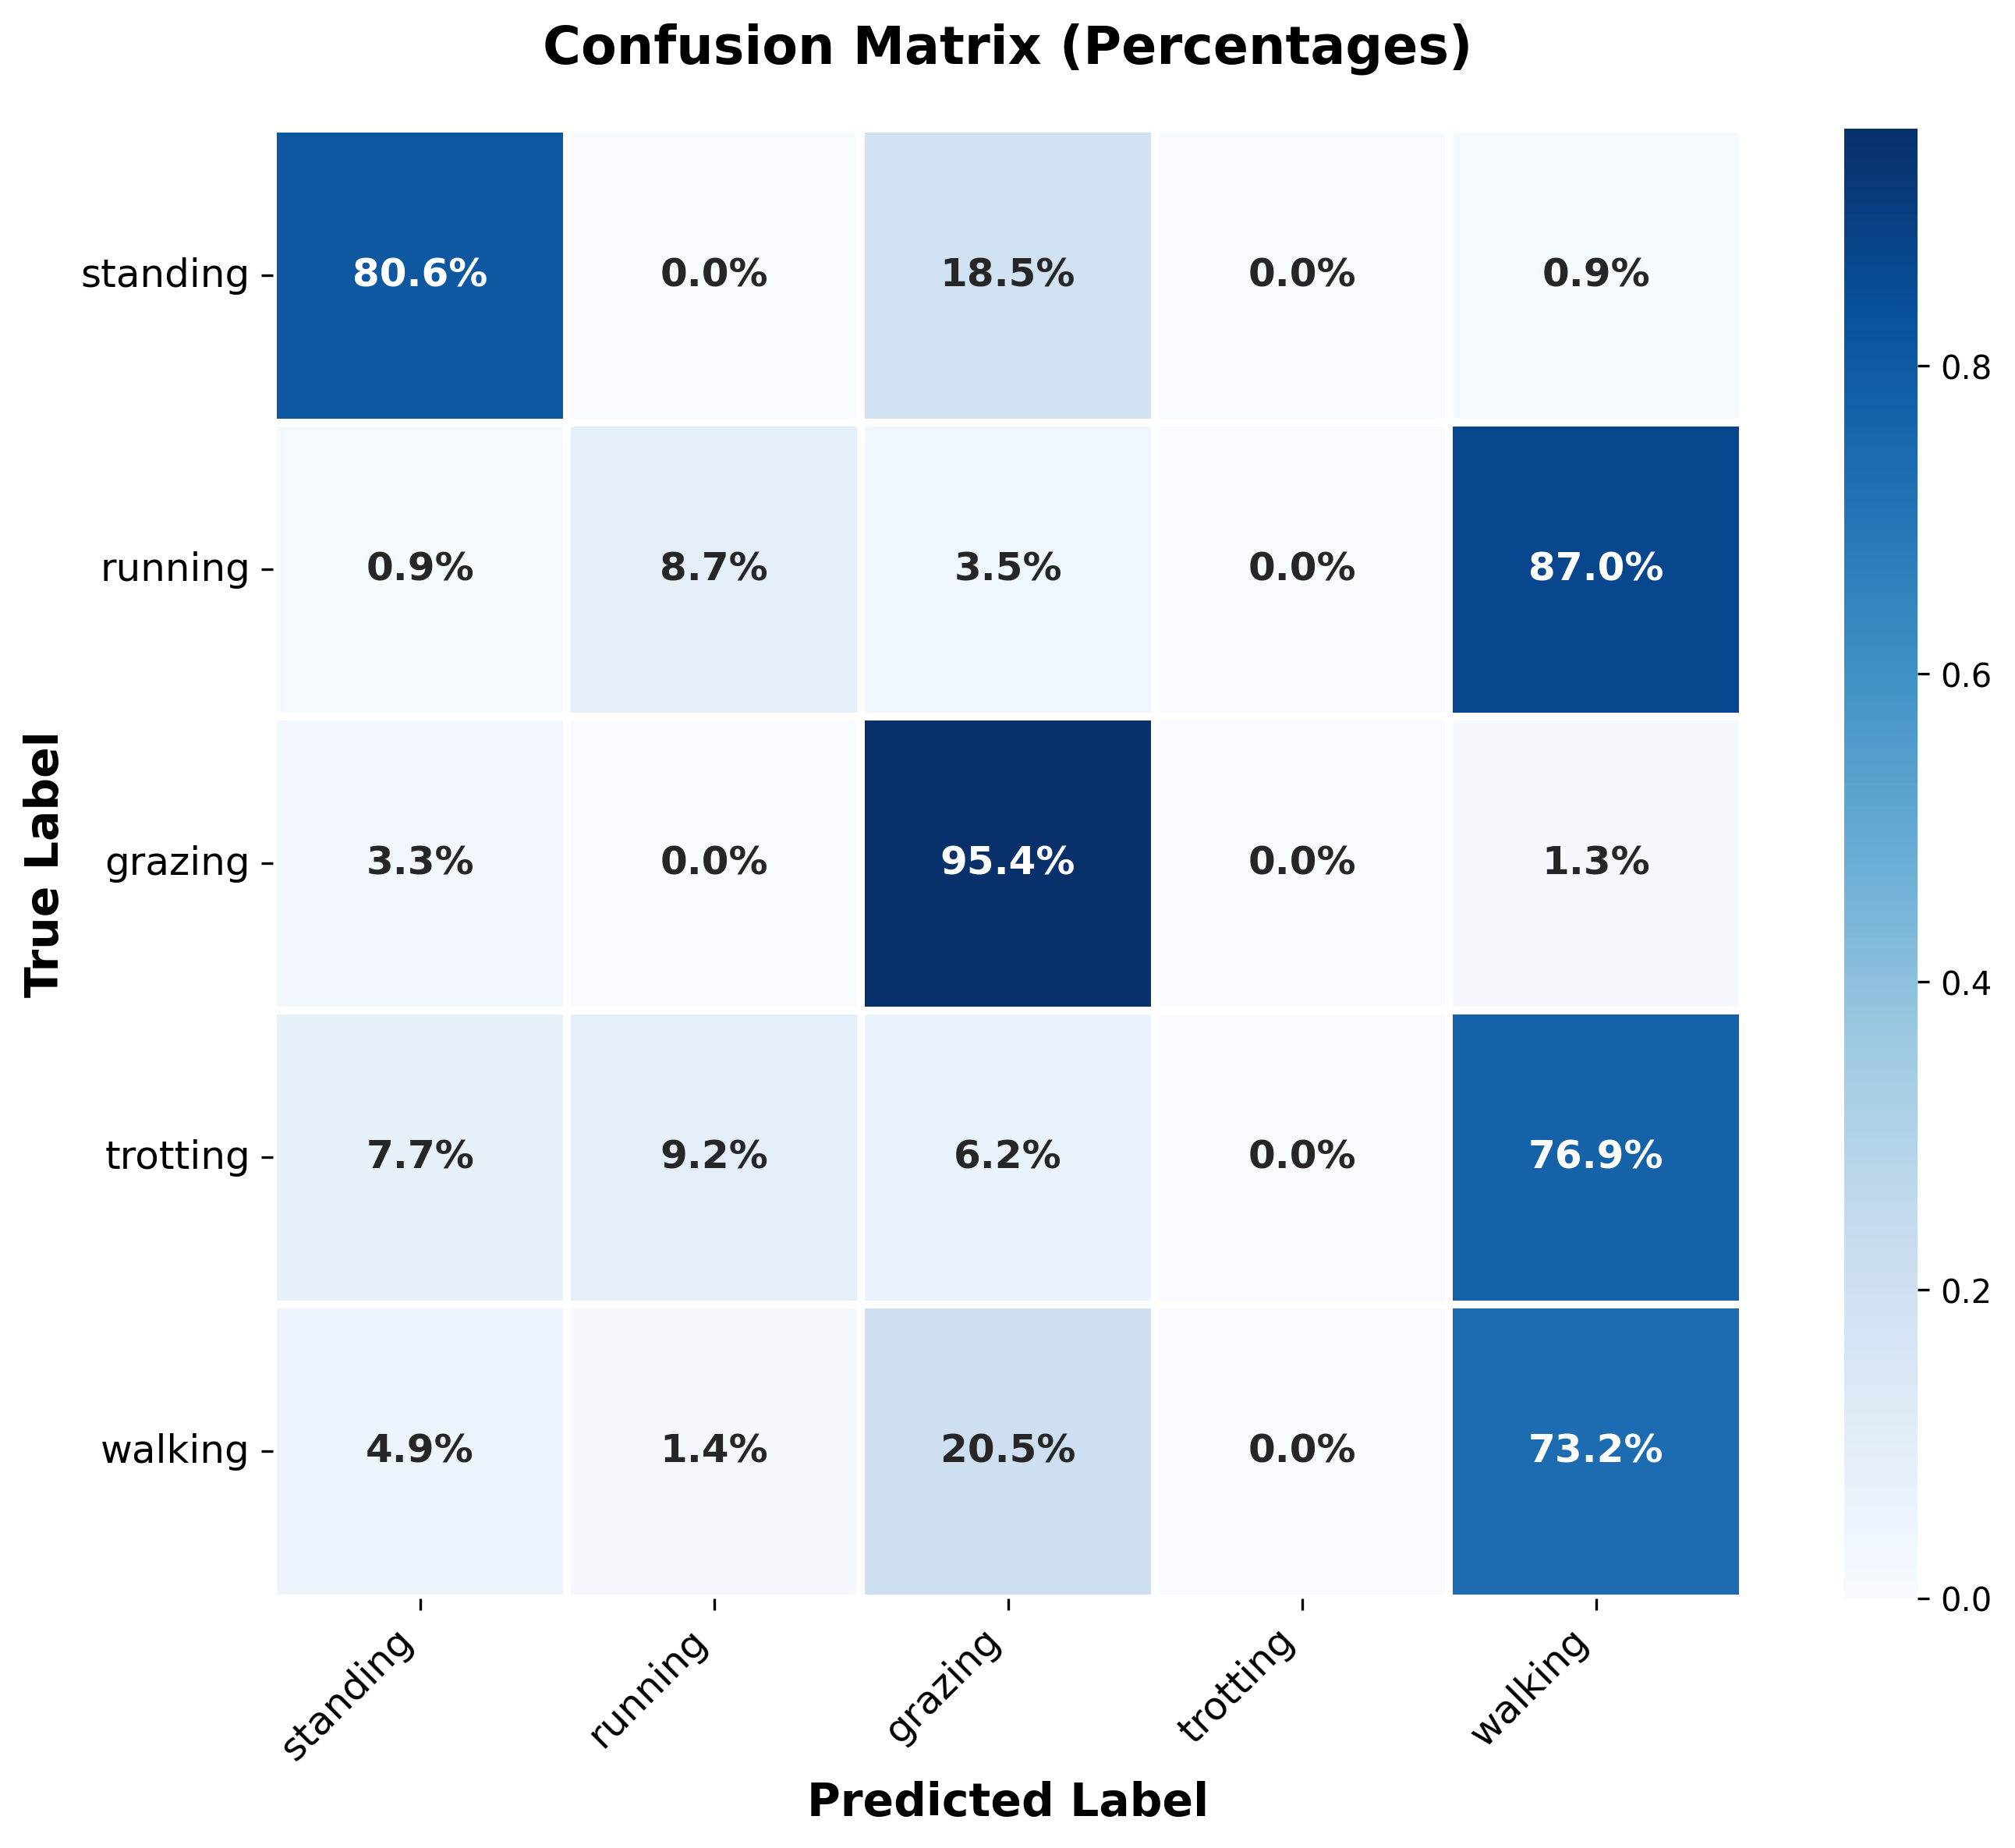 Confusion Matrix (Percentages)
standing 80.6% 0.0% 18.5% 0.0% 0.9%
running 0.9% 8.7% 3.5% 0.0% 87.0%
grazing 3.3% 0.0% 95.4% 0.0% 1.3%
trotting 7.7% 9.2% 6.2% 0.0% 76.9%
walking 4.9% 1.4% 20.5% 0.0% 73.2%
True Label
standing running grazing trotting walking
Predicted Label
0.8
0.6
0.4
0.2
0.0